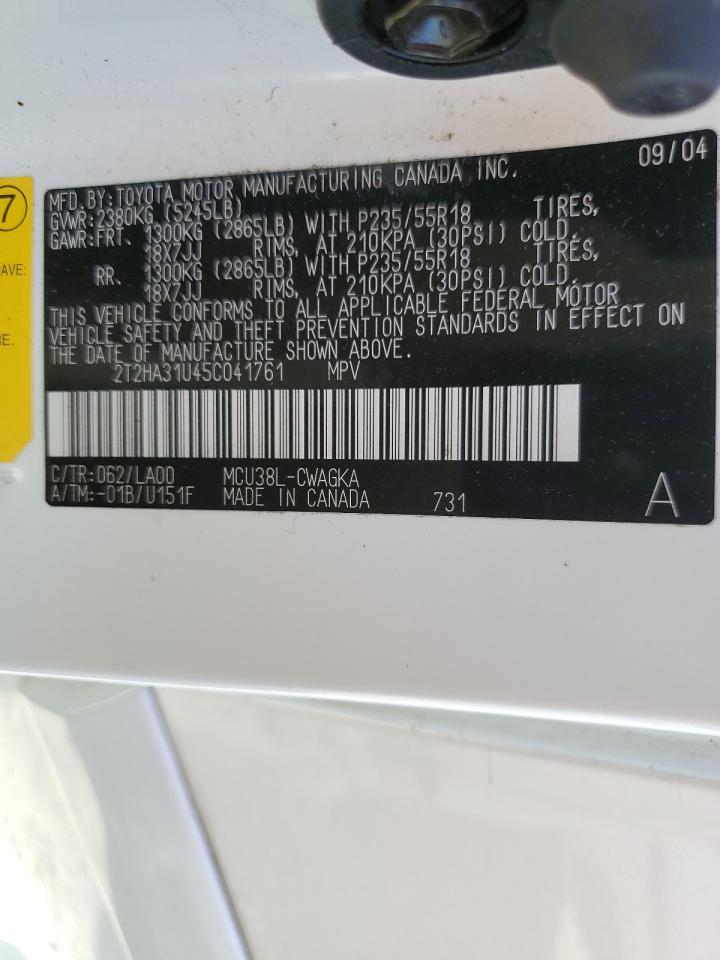 09/04
MFD. BY: TOYOTA MOTOR MANUFACTURING CANADA INC.
GVWR: 2380KG (5245LB)
GAWR: FRT. 1300KG (2865LB) WITH P235/55R18 TIRES,
18X7JJ RIMS, AT 210KPA (30PSI) COLD.
RR. 1300KG (2865LB) WITH P235/55R18 TIRES,
18X7JJ RIMS, AT 210KPA (30PSI) COLD.
THIS VEHICLE CONFORMS TO ALL APPLICABLE FEDERAL MOTOR
VEHICLE SAFETY AND THEFT PREVENTION STANDARDS IN EFFECT ON
THE DATE OF MANUFACTURE SHOWN ABOVE.
2T2HA31U45C041761 MPV
C/TR: 062/LA00 MCU38L-CWAGKA
A/TM: -01B/U151F MADE IN CANADA 731 A
7
AVE: